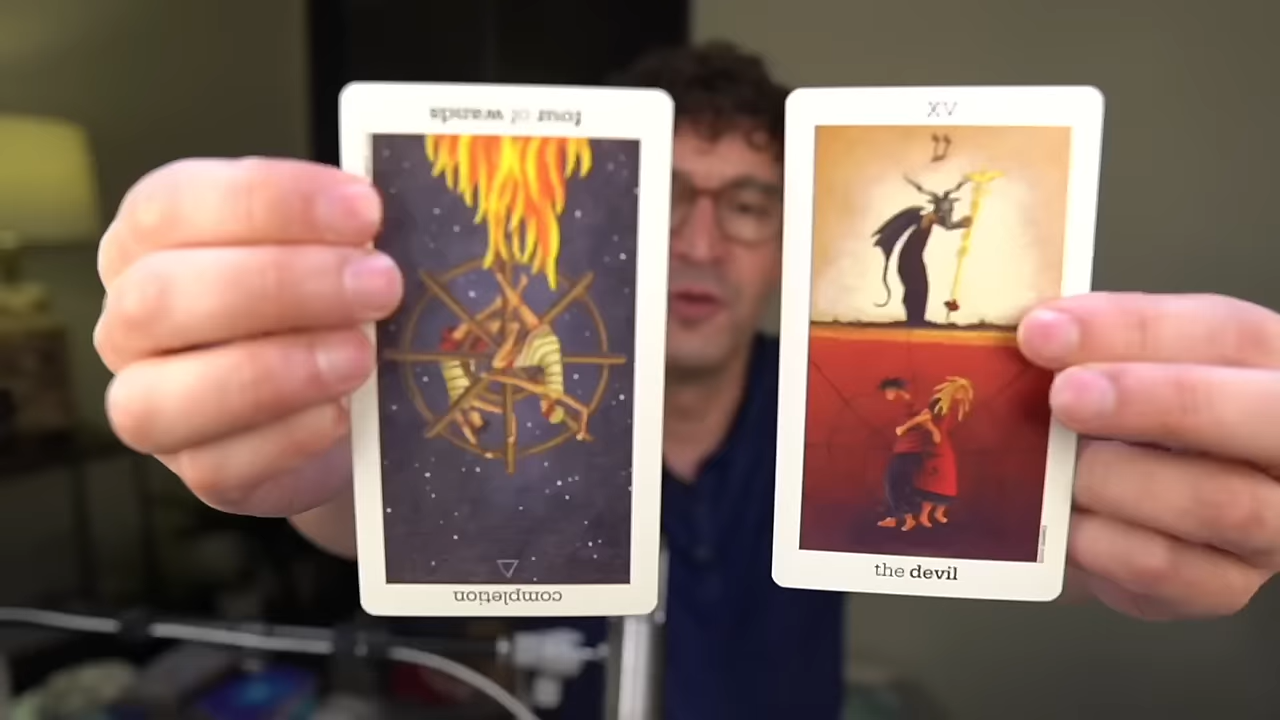 four of wands
completion
XV
ע
the devil